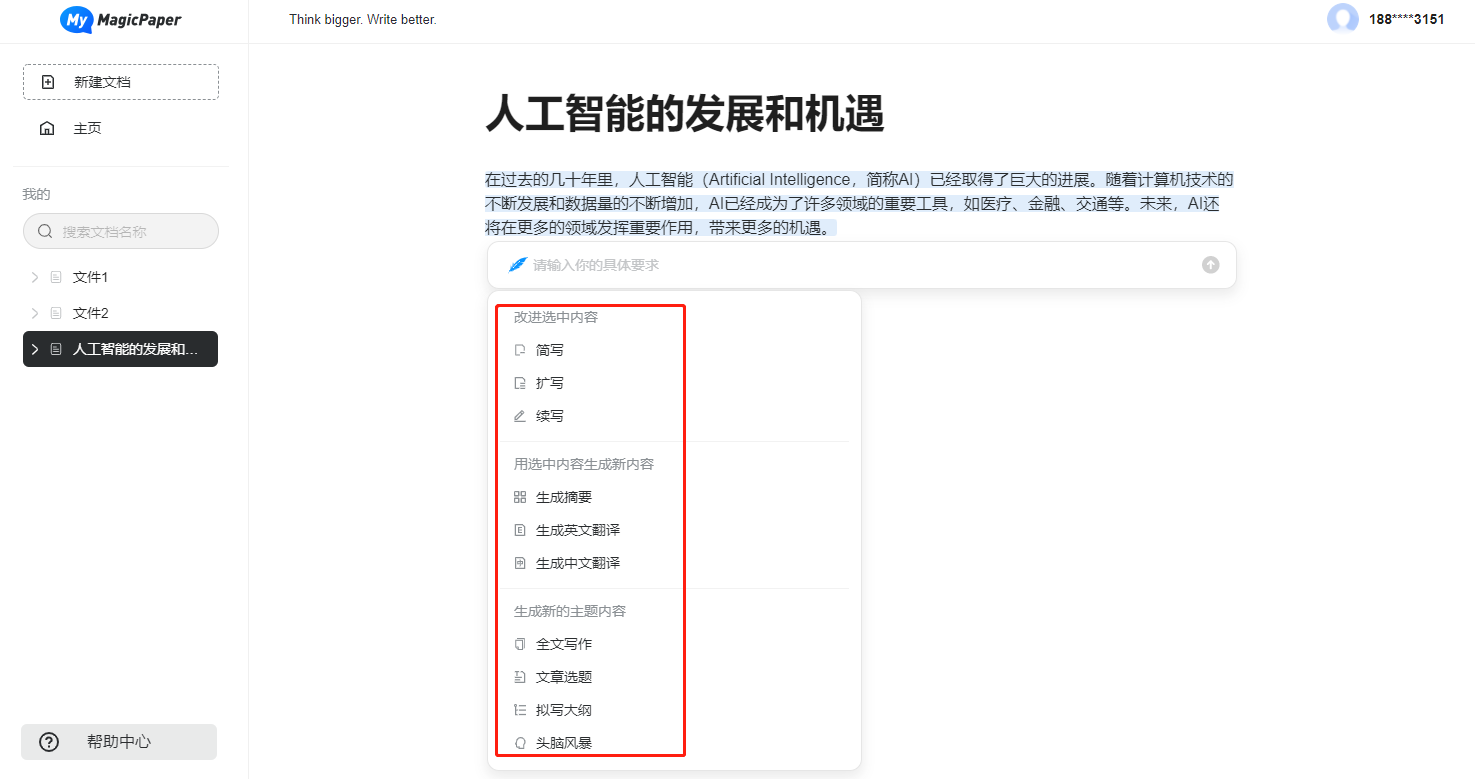 My MagicPaper
Think bigger. Write better.
188****3151
新建文档
主页
我的
搜索文档名称
文件1
文件2
人工智能的发展和...
帮助中心
人工智能的发展和机遇
在过去的几十年里，人工智能（Artificial Intelligence，简称AI）已经取得了巨大的进展。随着计算机技术的
不断发展和数据量的不断增加，AI已经成为了许多领域的重要工具，如医疗、金融、交通等。未来，AI还
将在更多的领域发挥重要作用，带来更多的机遇。
请输入你的具体要求
改进选中内容
简写
扩写
续写
用选中内容生成新内容
生成摘要
生成英文翻译
生成中文翻译
生成新的主题内容
全文写作
文章选题
拟写大纲
头脑风暴